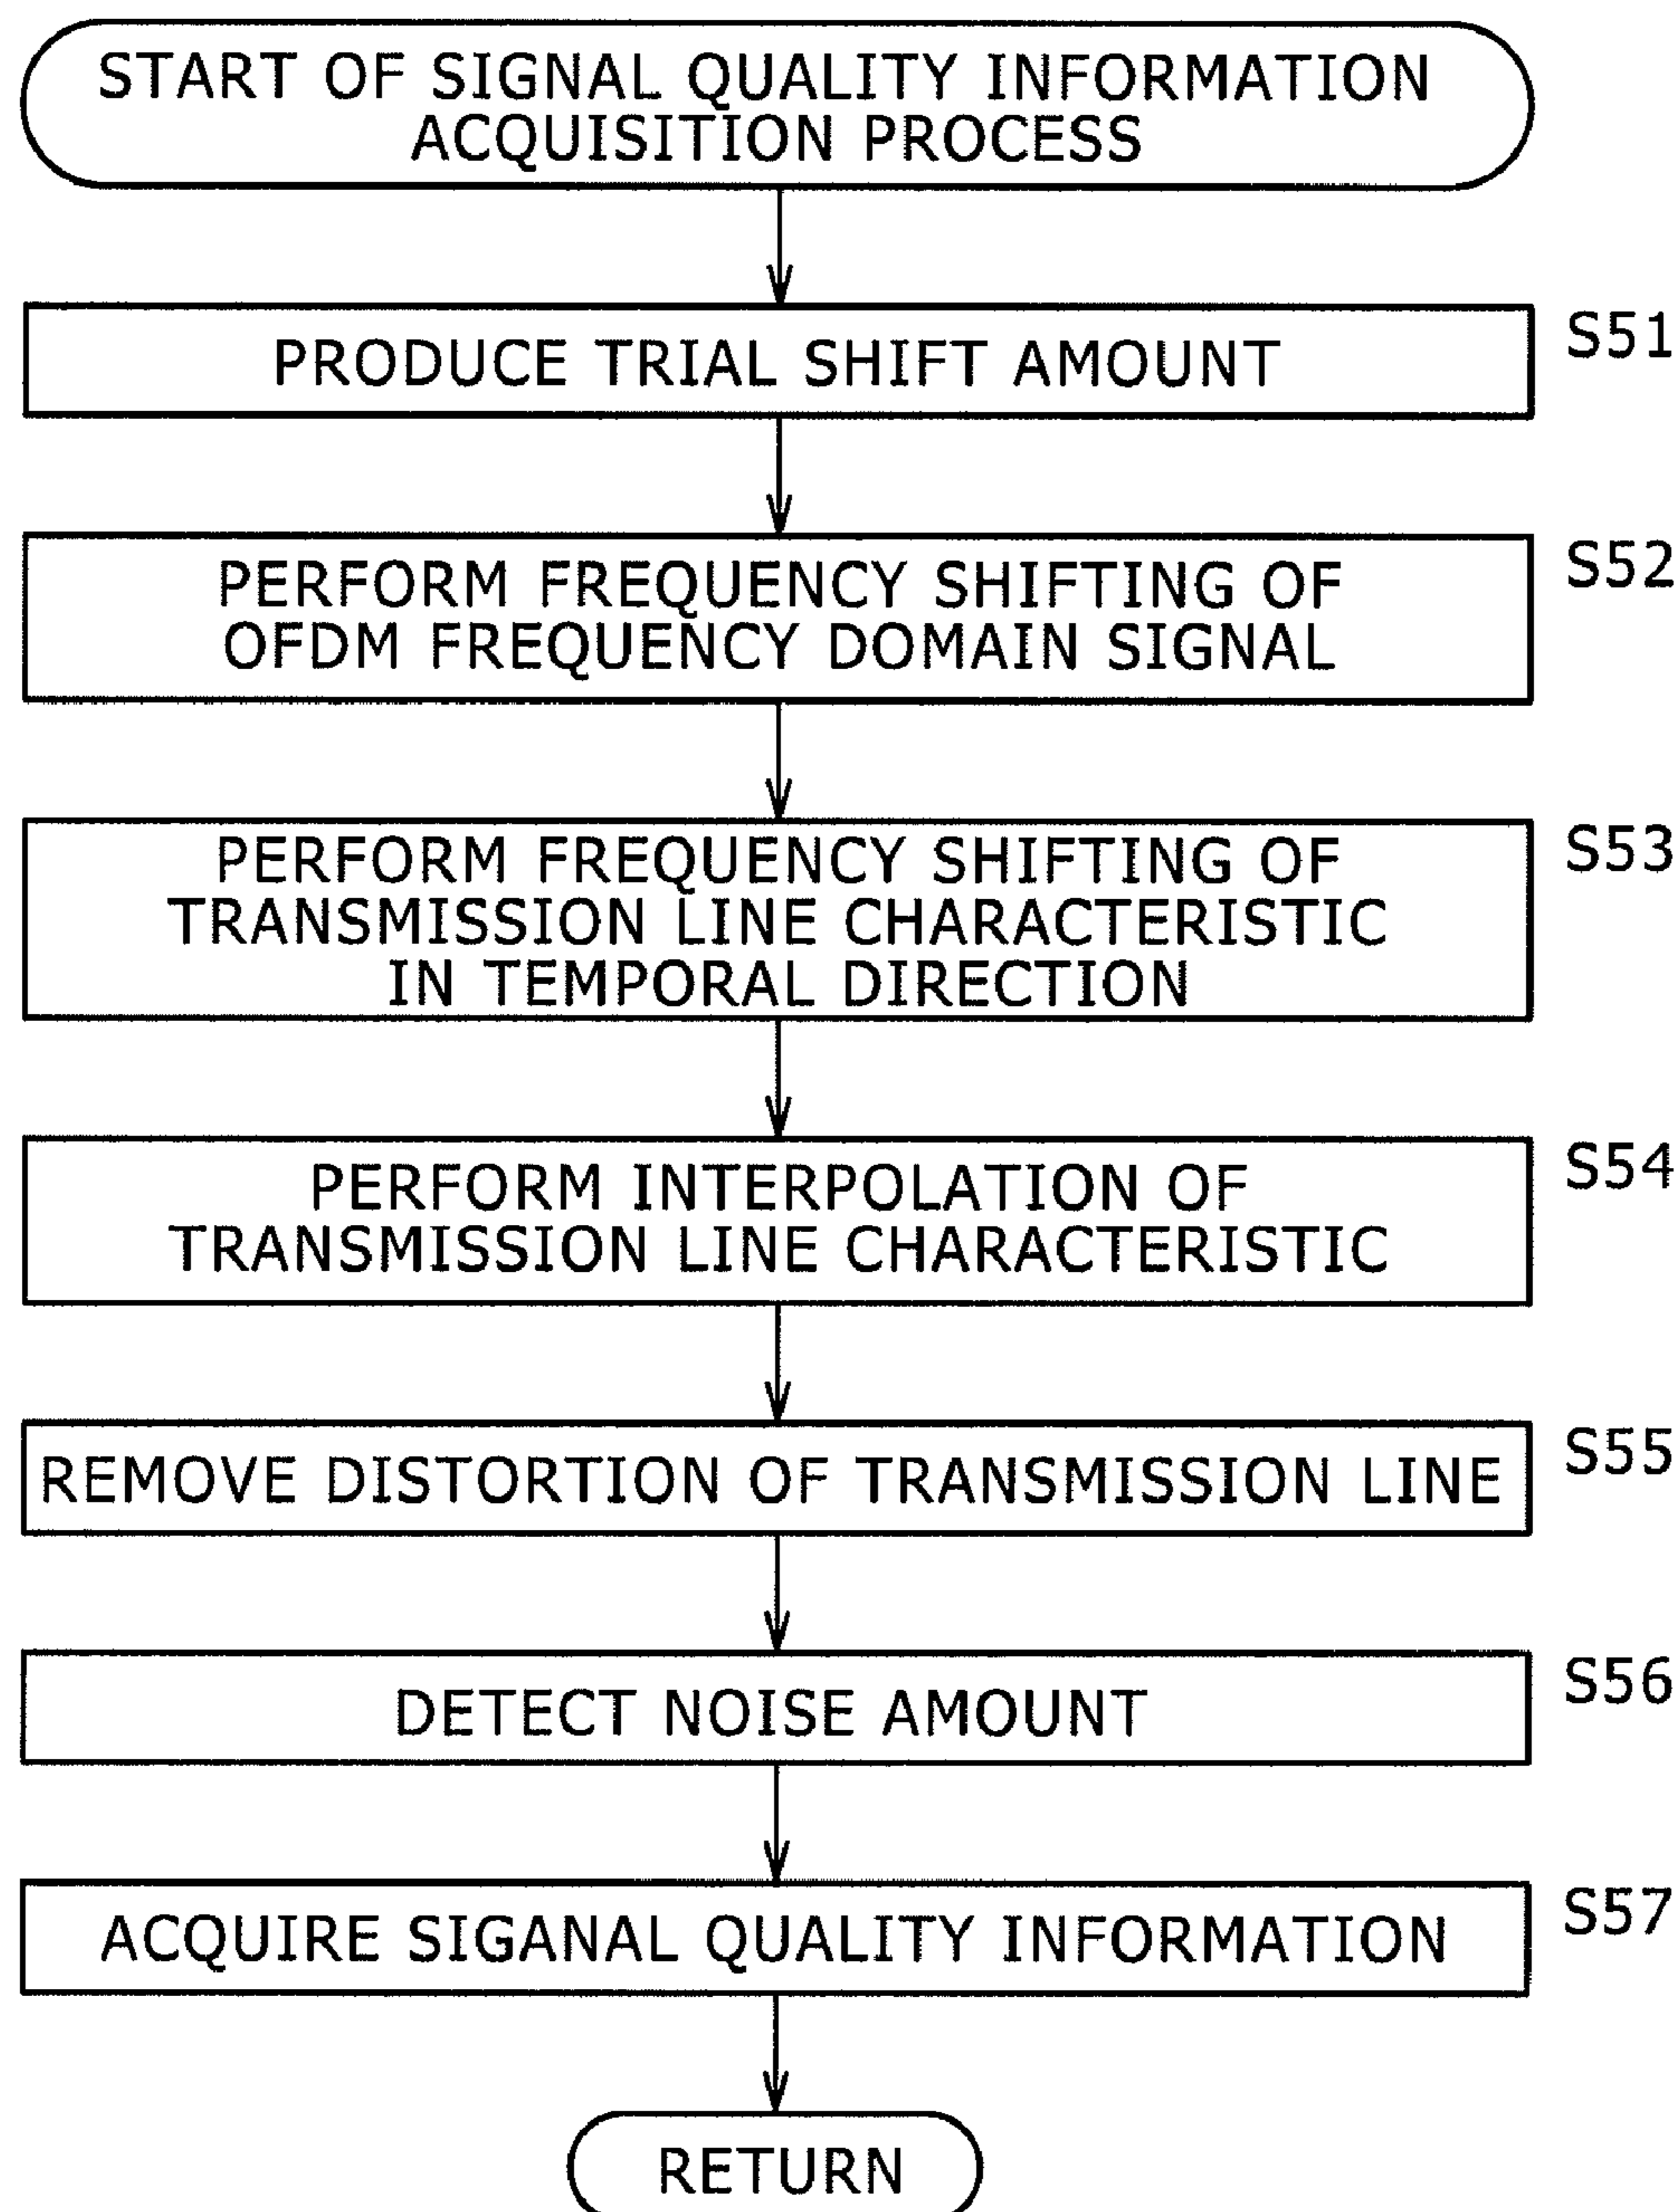 START OF SIGNAL QUALITY INFORMATION
ACQUISITION PROCESS
PRODUCE TRIAL SHIFT AMOUNT
S51
PERFORM FREQUENCY SHIFTING OF
OFDM FREQUENCY DOMAIN SIGNAL
S52
PERFORM FREQUENCY SHIFTING OF
TRANSMISSION LINE CHARACTERISTIC
IN TEMPORAL DIRECTION
S53
PERFORM INTERPOLATION OF
TRANSMISSION LINE CHARACTERISTIC
S54
REMOVE DISTORTION OF TRANSMISSION LINE
S55
DETECT NOISE AMOUNT
S56
ACQUIRE SIGANAL QUALITY INFORMATION
S57
RETURN